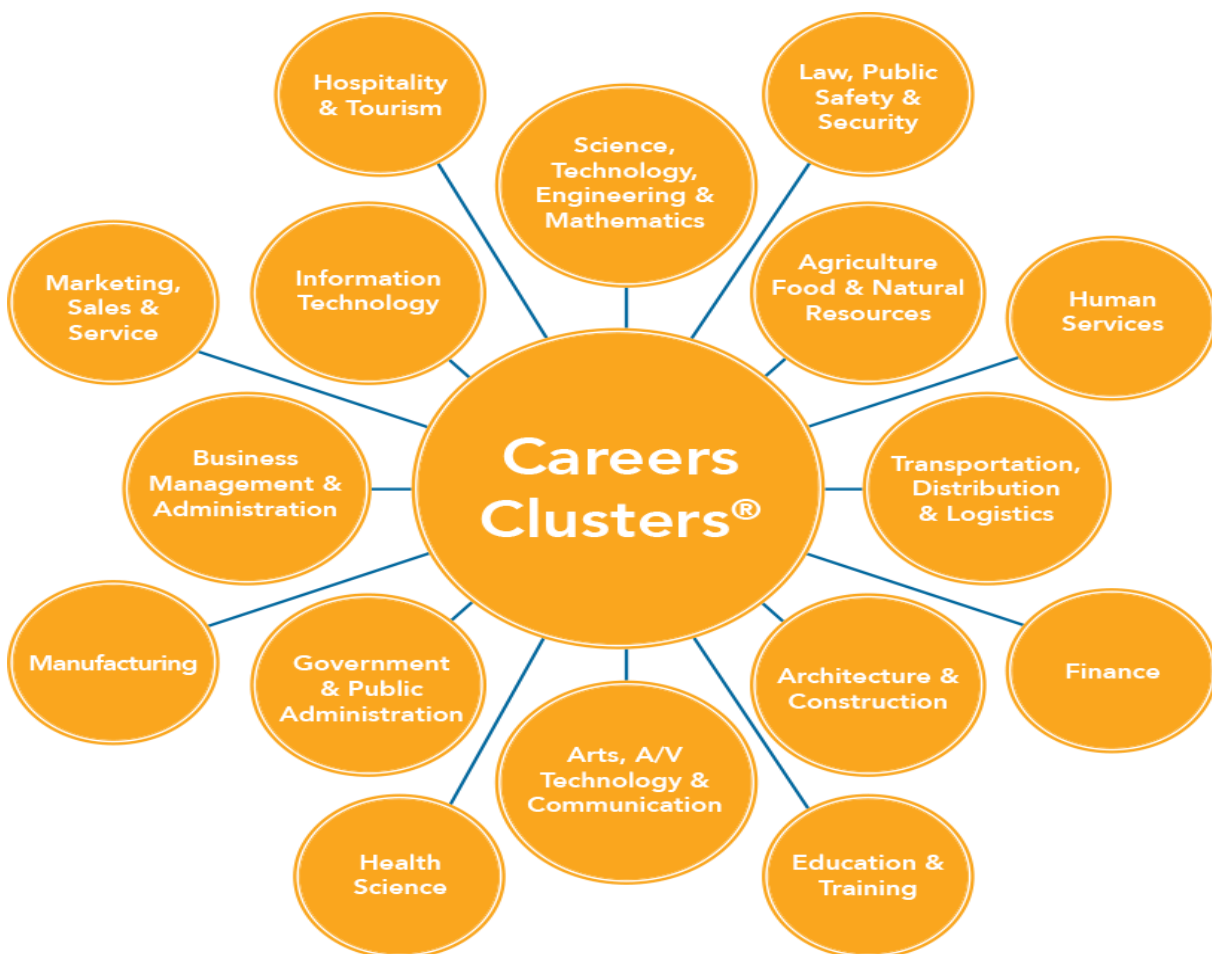 Hospitality
& Tourism
Law, Public
Safety &
Security
Science,
Technology,
Engineering &
Mathematics
Information
Technology
Agriculture
Food & Natural
Resources
Marketing,
Sales &
Service
Human
Services
Careers
Clusters®
Business
Management &
Administration
Transportation,
Distribution
& Logistics
Manufacturing
Government
& Public
Administration
Architecture &
Construction
Finance
Arts, A/V
Technology &
Communication
Health
Science
Education &
Training